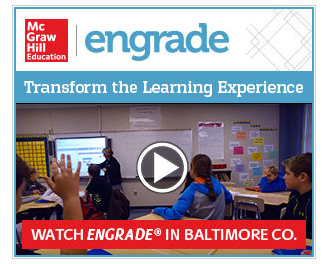 Mc
Graw
Hill
Education
engrade
Transform the Learning Experience
WATCH ENGRADE® IN BALTIMORE CO.